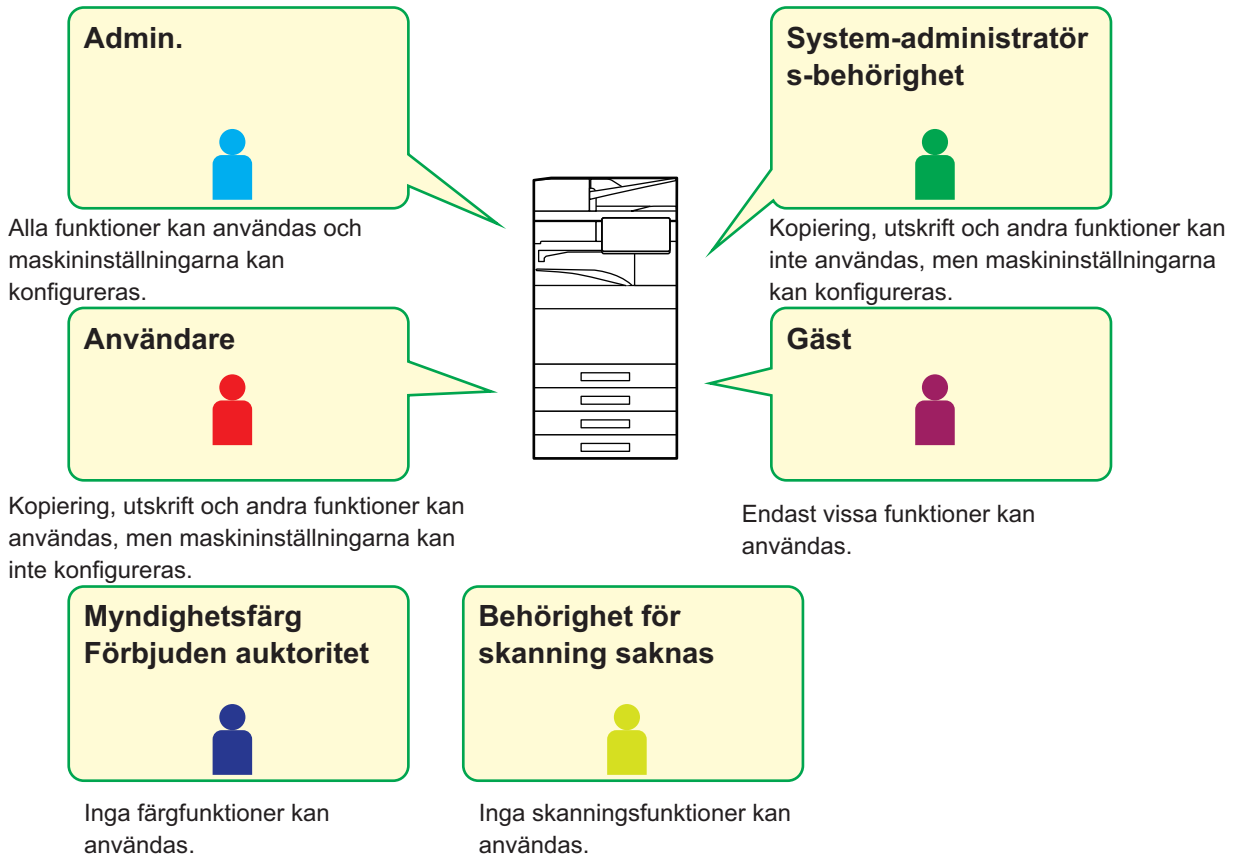 Admin.
Alla funktioner kan användas och
maskininställningarna kan
konfigureras.
System-administratör
s-behörighet
Kopiering, utskrift och andra funktioner kan
inte användas, men maskininställningarna
kan konfigureras.
Användare
Kopiering, utskrift och andra funktioner kan
användas, men maskininställningarna kan
inte konfigureras.
Gäst
Endast vissa funktioner kan
användas.
Myndighetsfärg
Förbjuden auktoritet
Inga färgfunktioner kan
användas.
Behörighet för
skanning saknas
Inga skanningsfunktioner kan
användas.